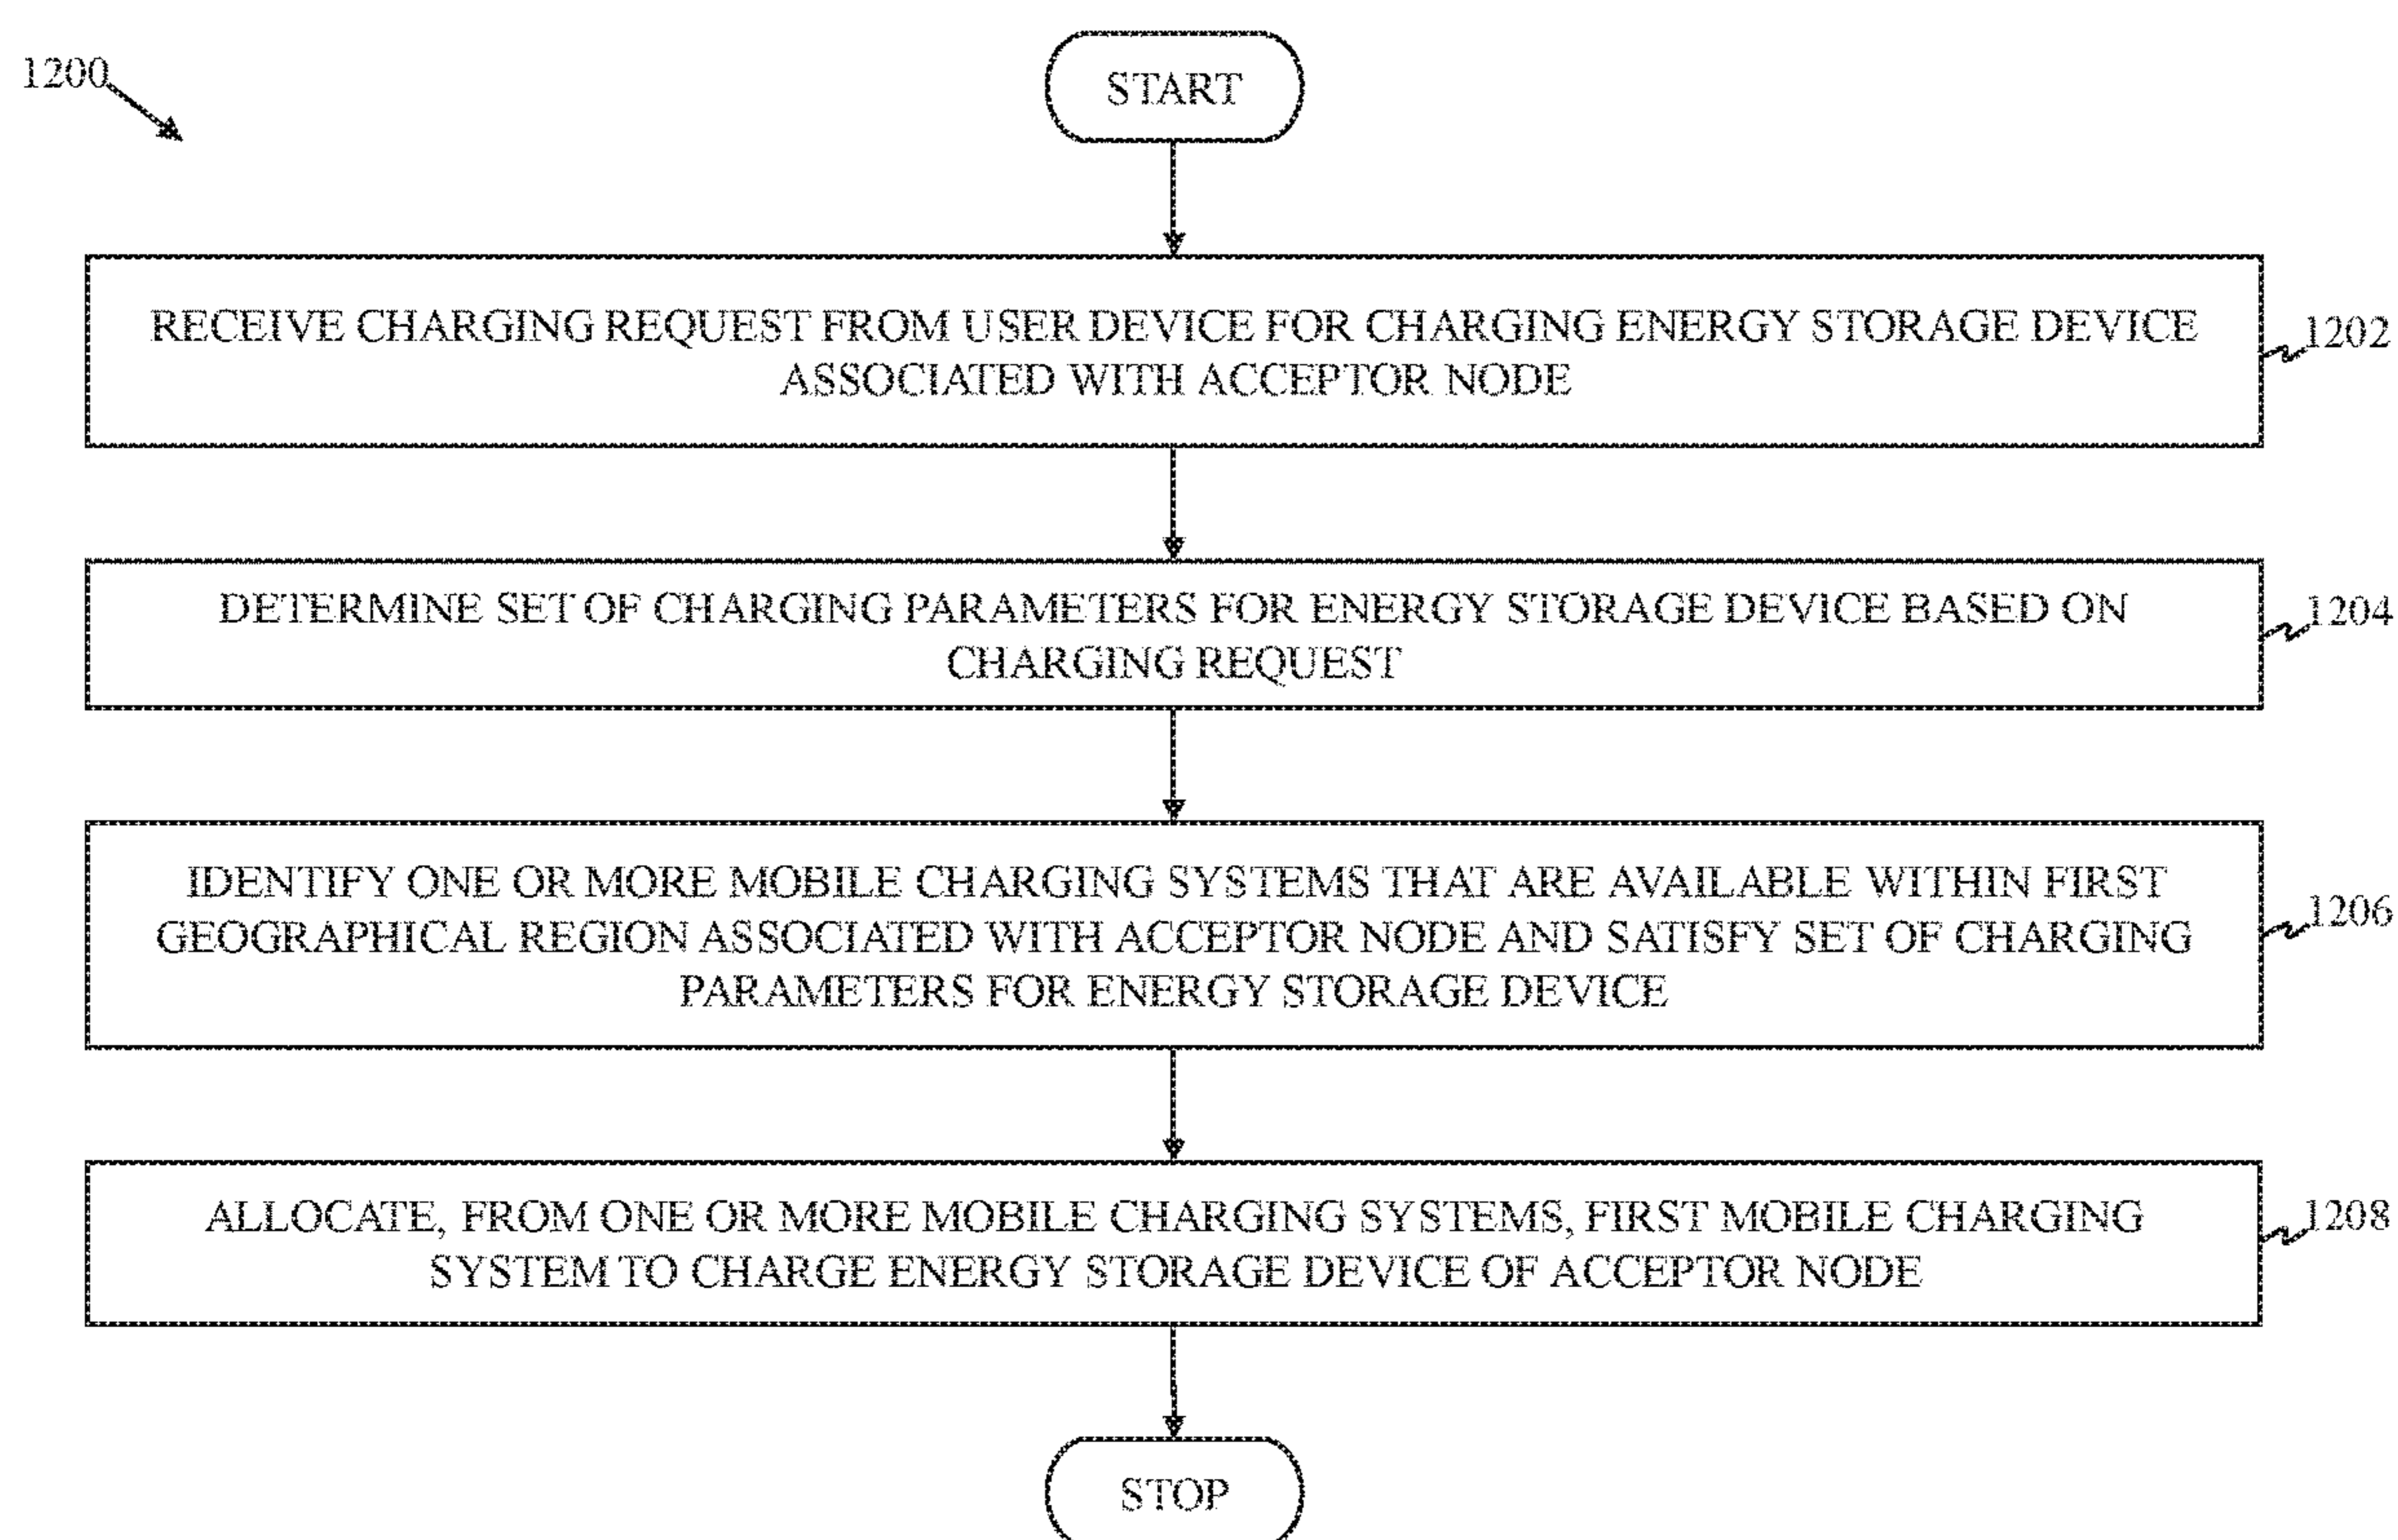 1200
START
RECEIVE CHARGING REQUEST FROM USER DEVICE FOR CHARGING ENERGY STORAGE DEVICE
ASSOCIATED WITH ACCEPTOR NODE
1202
DETERMINE SET OF CHARGING PARAMETERS FOR ENERGY STORAGE DEVICE BASED ON
CHARGING REQUEST
1204
IDENTIFY ONE OR MORE MOBILE CHARGING SYSTEMS THAT ARE AVAILABLE WITHIN FIRST
GEOGRAPHICAL REGION ASSOCIATED WITH ACCEPTOR NODE AND SATISFY SET OF CHARGING
PARAMETERS FOR ENERGY STORAGE DEVICE
1206
ALLOCATE, FROM ONE OR MORE MOBILE CHARGING SYSTEMS, FIRST MOBILE CHARGING
SYSTEM TO CHARGE ENERGY STORAGE DEVICE OF ACCEPTOR NODE
1208
STOP